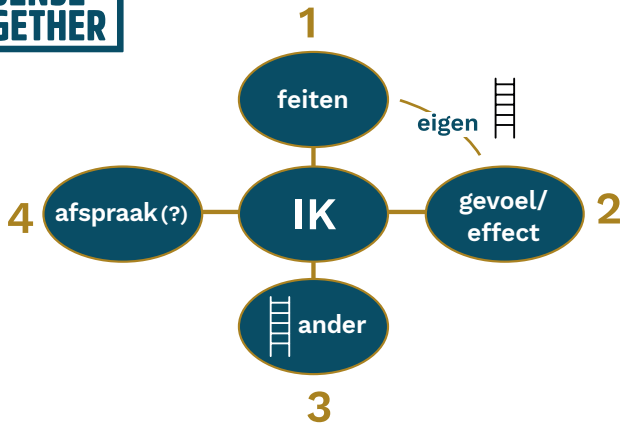 GETHER
1
feiten
eigen
4
afspraak(?)
IK
gevoel/
effect
2
ander
3